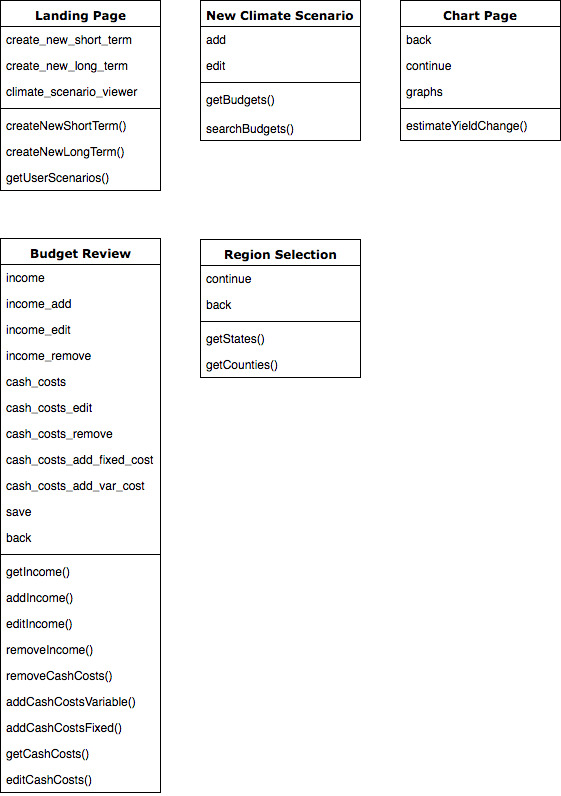 Landing Page
create_new_short_term
create_new_long_term
climate_scenario_viewer
createNewShortTerm()
createNewLongTerm()
getUserScenarios()
New Climate Scenario
add
edit
getBudgets()
searchBudgets()
Chart Page
back
continue
graphs
estimateYieldChange()
Budget Review
income
income_add
income_edit
income_remove
cash_costs
cash_costs_edit
cash_costs_remove
cash_costs_add_fixed_cost
cash_costs_add_var_cost
save
back
getIncome()
addIncome()
editIncome()
removeIncome()
removeCashCosts()
addCashCostsVariable()
addCashCostsFixed()
getCashCosts()
editCashCosts()
Region Selection
continue
back
getStates()
getCounties()